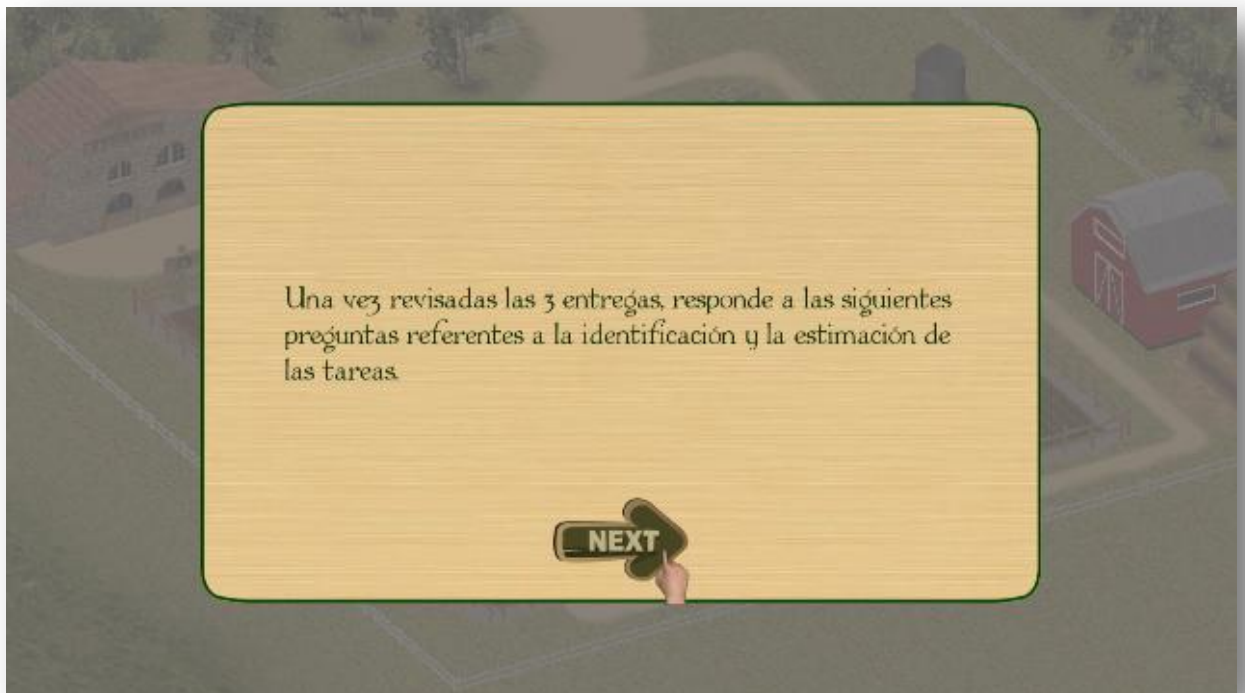 Una vez revisadas las 3 entregas, responde a las siguientes
preguntas referentes a la identificación y la estimación de
las tareas.
NEXT